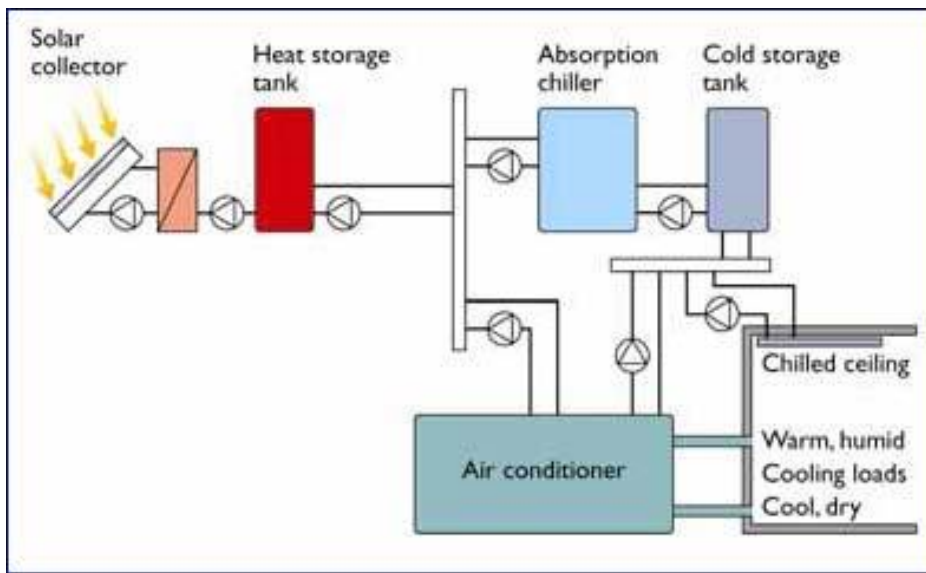 Solar
collector
Heat storage
tank
Absorption
chiller
Cold storage
tank
Chilled ceiling
Air conditioner
Warm, humid
Cooling loads
Cool, dry